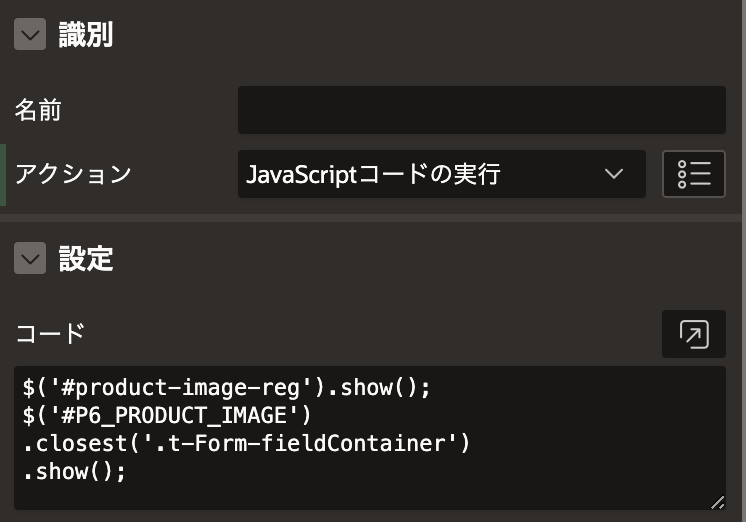 識別
名前
アクション JavaScriptコードの実行
設定
コード
$('#product-image-reg').show();
$('#P6_PRODUCT_IMAGE')
.closest('.t-Form-fieldContainer')
.show();